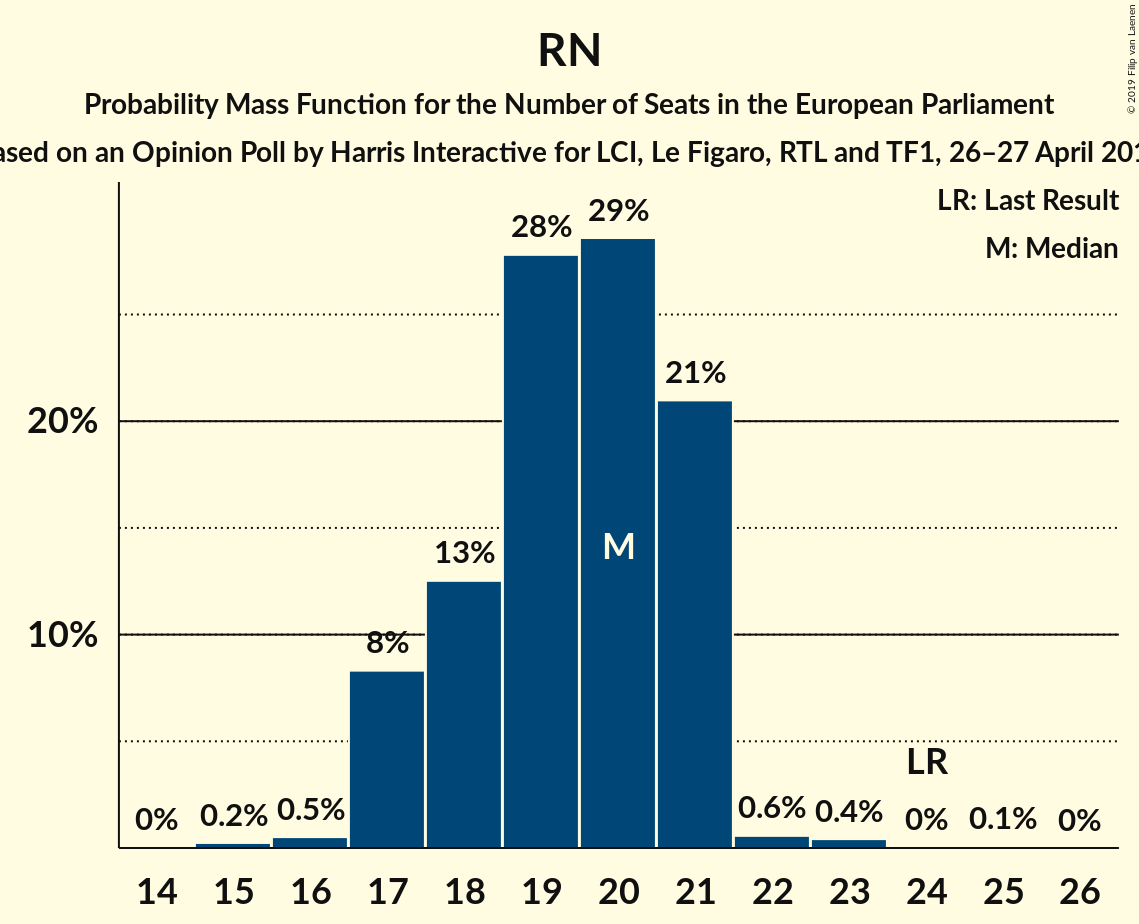 RN
Probability Mass Function for the Number of Seats in the European Parliament
ased on an Opinion Poll by Harris Interactive for LCI, Le Figaro, RTL and TF1, 26–27 April 201
© 2019 Filip van Laenen
LR: Last Result
M: Median
29%
28%
21%
20%
13%
M
10%
8%
LR
0% 0.2% 0.5% 0.6% 0.4% 0% 0.1% 0%
14 15 16 17 18 19 20 21 22 23 24 25 26